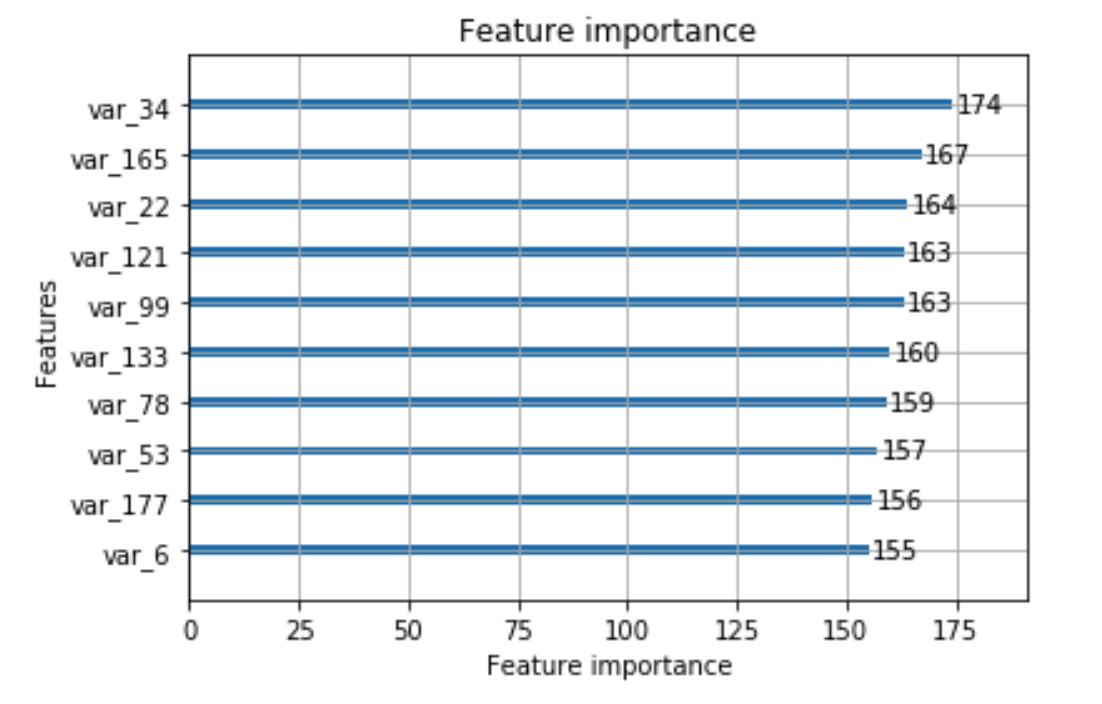 Feature importance
var_34 174
var_165 167
var_22 164
var_121 163
var_99 163
var_133 160
var_78 159
var_53 157
var_177 156
var_6 155
Features
0 25 50 75 100 125 150 175
Feature importance